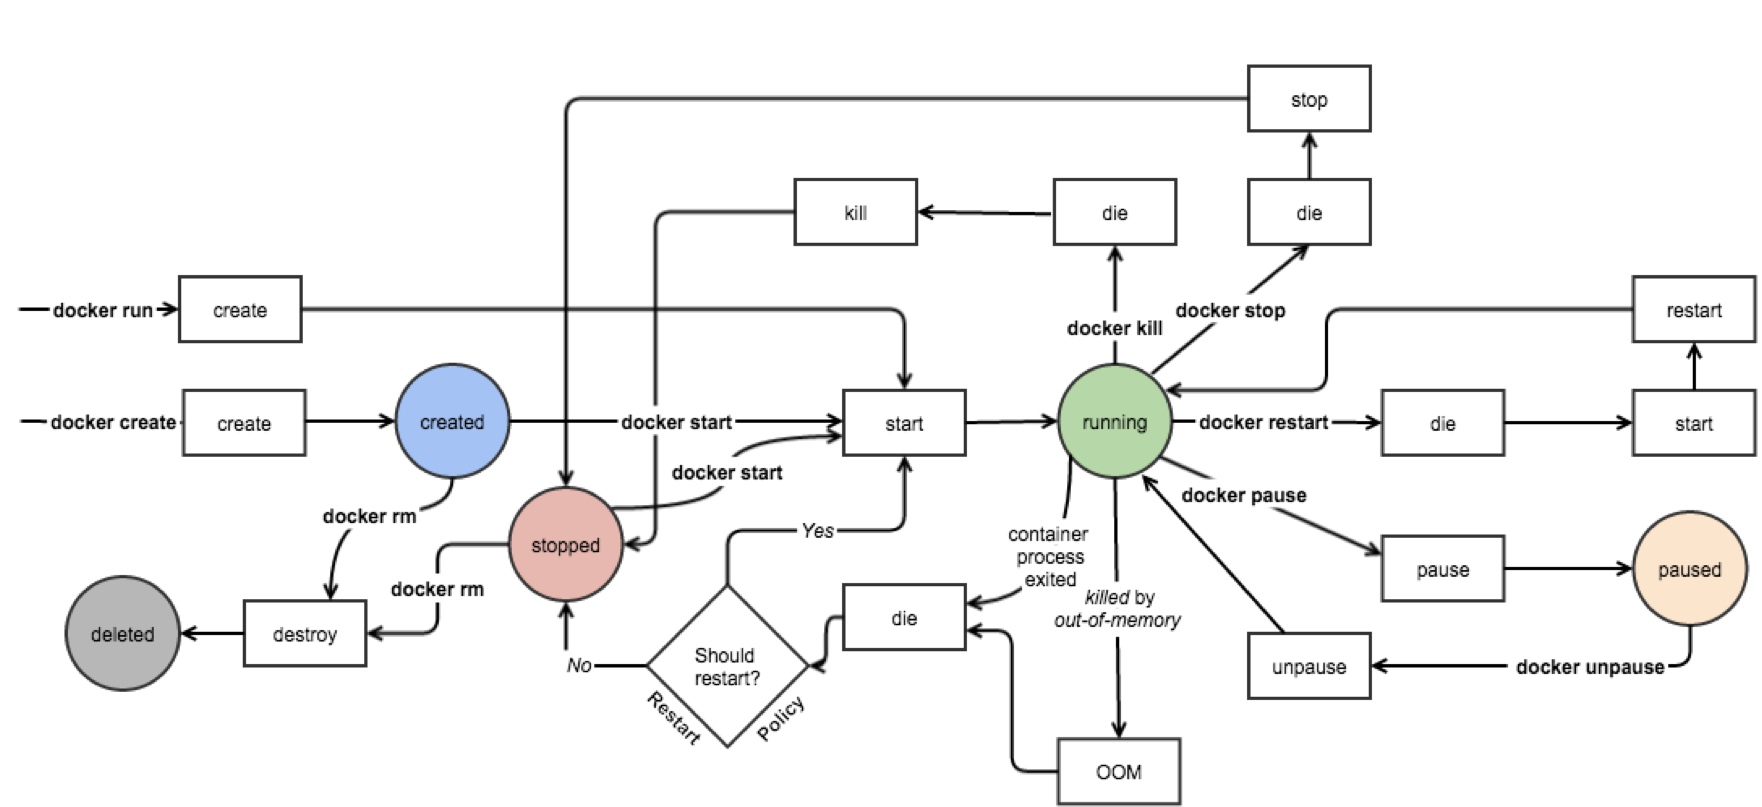 stop
kill
die
die
docker run
create
docker kill
docker stop
restart
docker create
create
created
docker start
start
running
docker restart
die
start
docker start
docker pause
docker rm
Yes
stopped
container
process
exited
pause
paused
docker rm
killed by
out-of-memory
deleted
destroy
die
No
Should
restart?
Restart
Policy
unpause
docker unpause
OOM